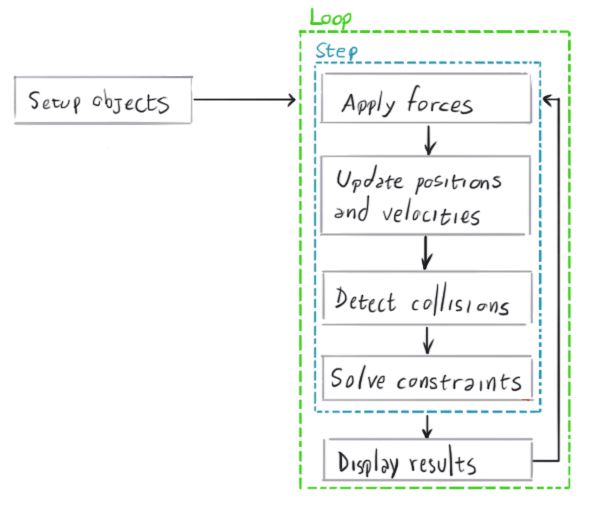 Loop
Step
Setup objects
Apply forces
Update positions
and velocities
Detect collisions
Solve constraints
Display results